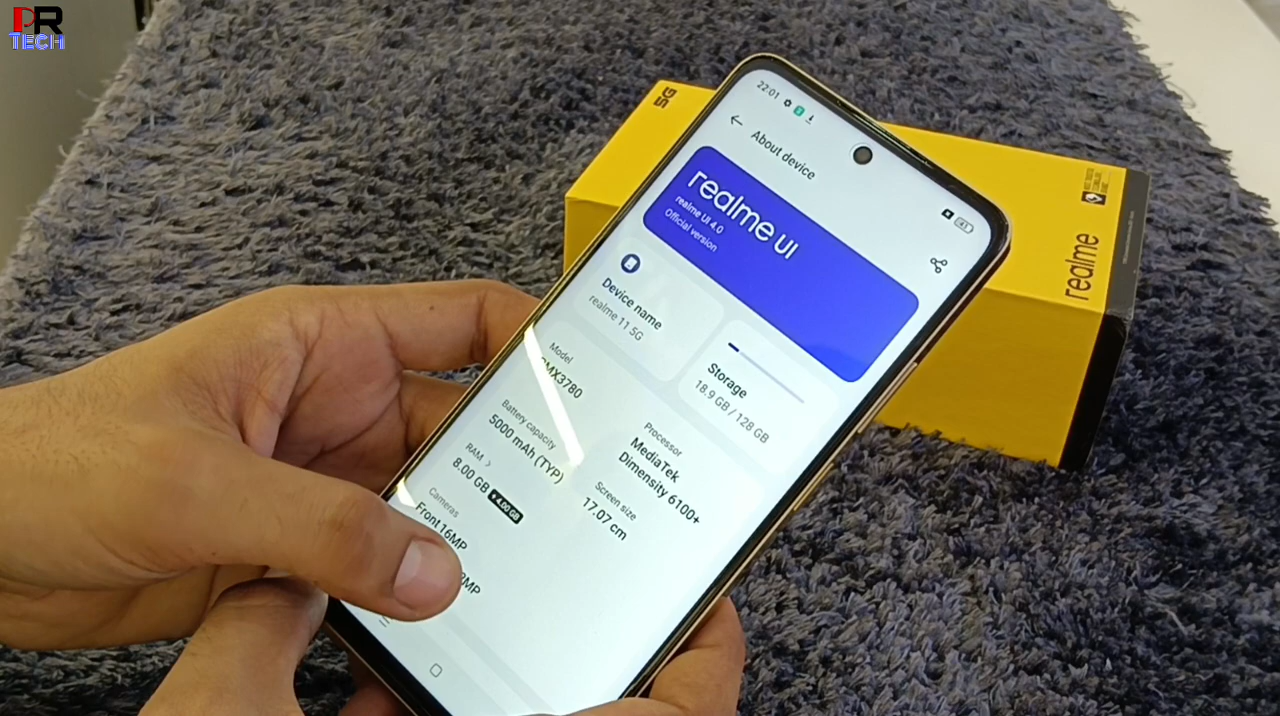 PR
TECH
5G
22:01
About device
realme UI
realme UI 4.0
Official version
Device name
realme 11 5G
Storage
18.9 GB / 128 GB
Model
RMX3780
Processor
MediaTek
Dimensity 6100+
Battery capacity
5000 mAh (TYP)
Screen size
17.07 cm
RAM
8.00 GB + 4.00 GB
Cameras
Front 16MP
realme